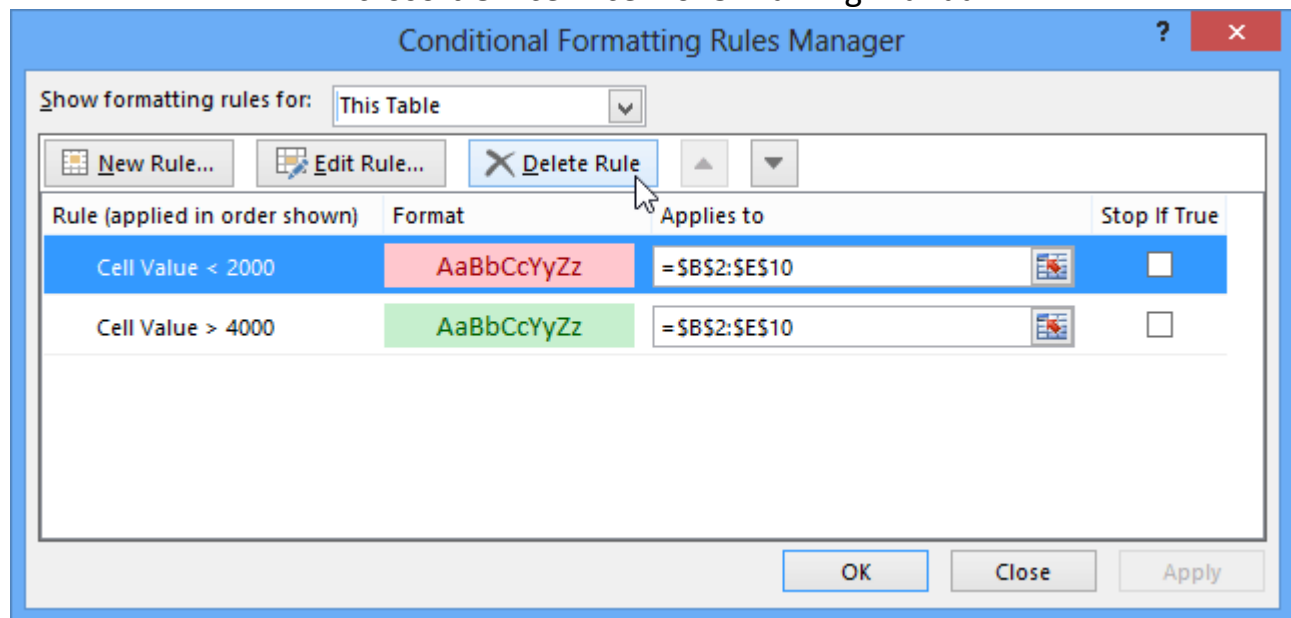 Conditional Formatting Rules Manager ?
Show formatting rules for: This Table
New Rule... Edit Rule... Delete Rule
Rule (applied in order shown) Format Applies to Stop If True
Cell Value < 2000 AaBbCcYyZz =$B$2:$E$10
Cell Value > 4000 AaBbCcYyZz =$B$2:$E$10
OK Close Apply